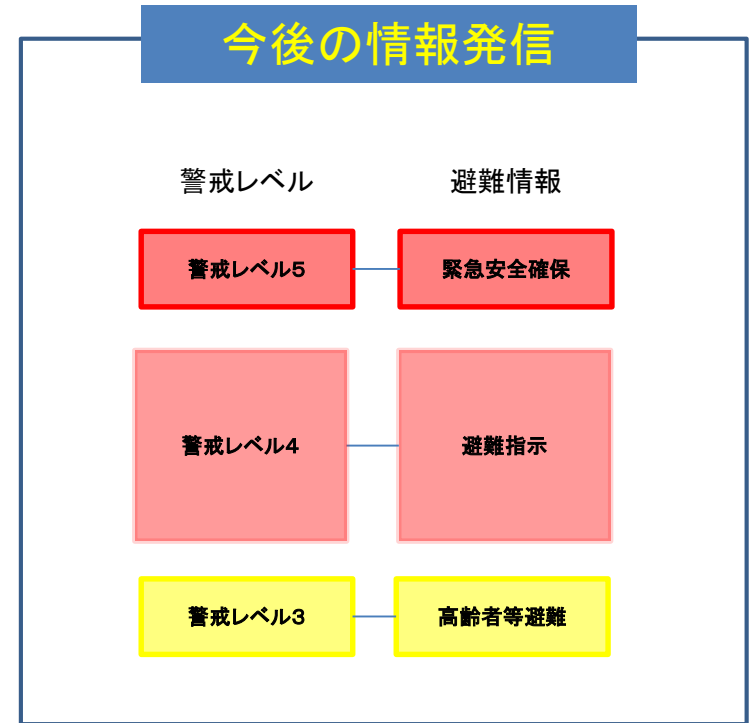 今後の情報発信
警戒レベル 避難情報
警戒レベル５ 緊急安全確保
警戒レベル４ 避難指示
警戒レベル３ 高齢者等避難